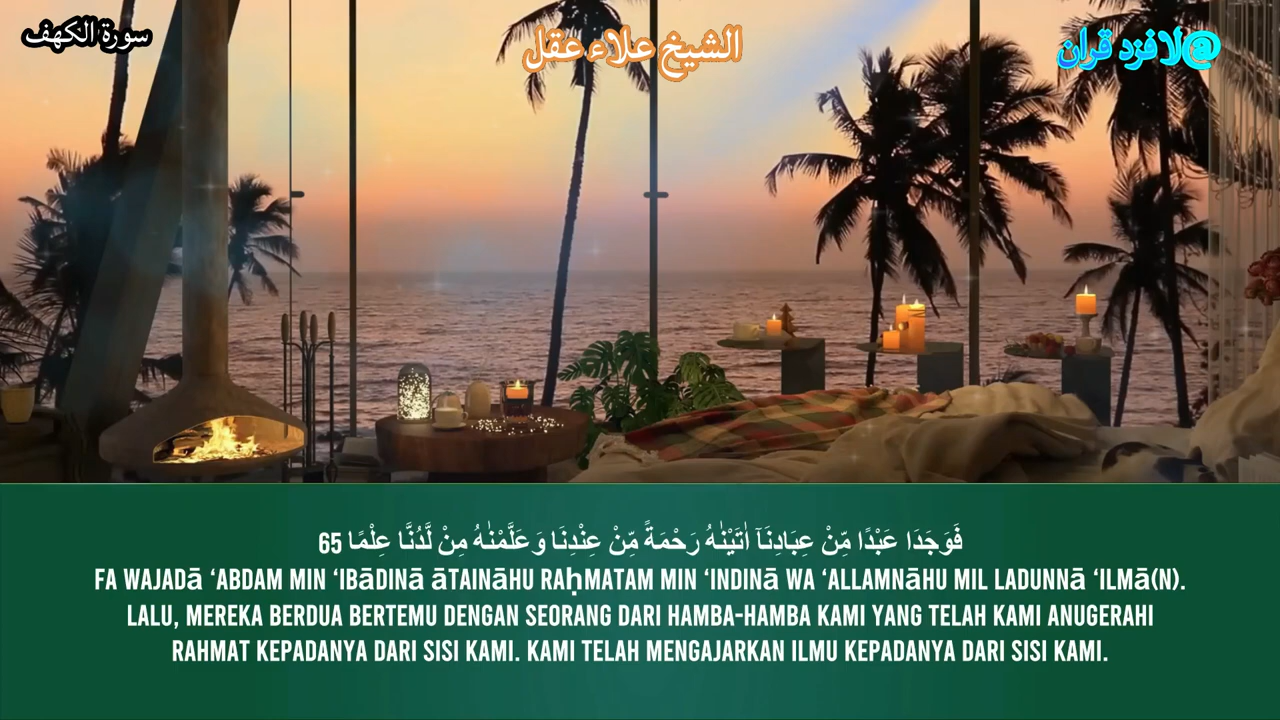 سورة الكهف
الشيخ علاء عقل
@لافزد قران
فَوَجَدَا عَبْدًا مِّنْ عِبَادِنَآ اٰتَيْنٰهُ رَحْمَةً مِّنْ عِنْدِنَا وَعَلَّمْنٰهُ مِنْ لَّدُنَّا عِلْمًا 65
FA WAJADā ‘ABDAM MIN ‘IBāDINā āTAINāHU RAḥMATAM MIN ‘INDINā WA ‘ALLAMNāHU MIL LADUNNā ‘ILMā(N).
LALU, MEREKA BERDUA BERTEMU DENGAN SEORANG DARI HAMBA-HAMBA KAMI YANG TELAH KAMI ANUGERAHI
RAHMAT KEPADANYA DARI SISI KAMI. KAMI TELAH MENGAJARKAN ILMU KEPADANYA DARI SISI KAMI.